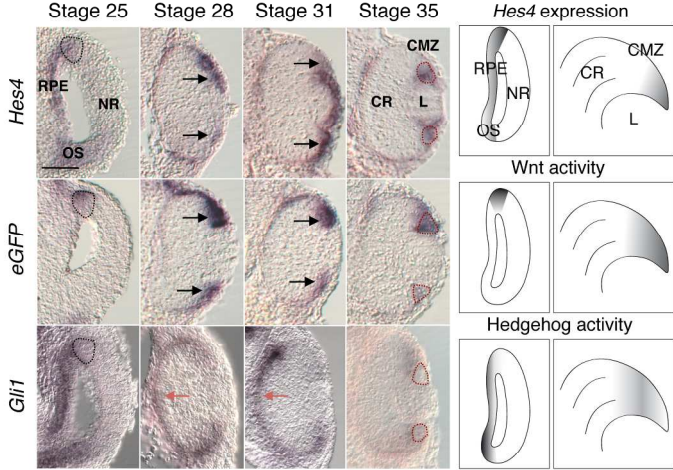 Stage 25 Stage 28 Stage 31 Stage 35 Hes4 expression
Hes4
RPE
NR
OS
CMZ
CR
L
RPE
NR
OS
CR
CMZ
L
Wnt activity
eGFP
Hedgehog activity
Gli1